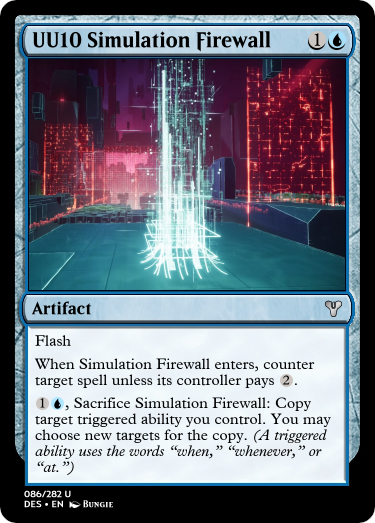 UU10 Simulation Firewall 1
Artifact
Flash
When Simulation Firewall enters, counter
target spell unless its controller pays 2.
1, Sacrifice Simulation Firewall: Copy
target triggered ability you control. You may
choose new targets for the copy. (A triggered
ability uses the words “when,” “whenever,” or
“at.”)
086/282 U
DES • EN Bungie